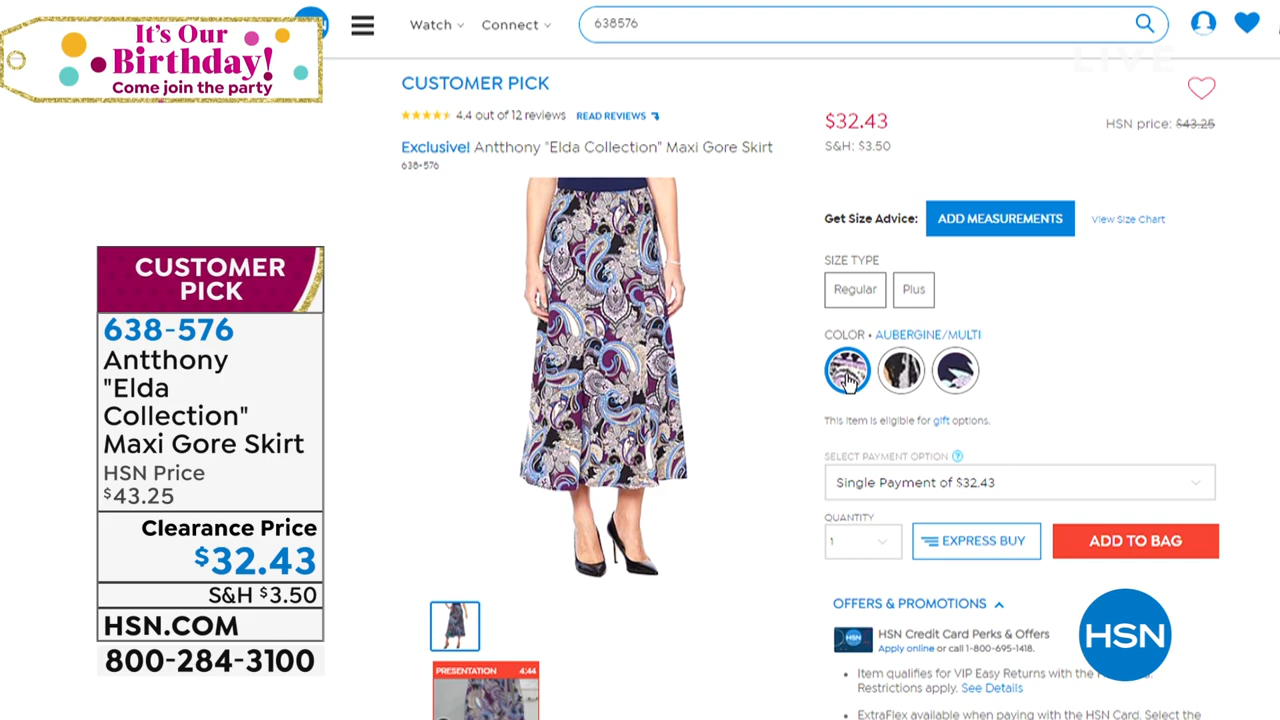 It's Our
Birthday!
Come join the party
Watch
Connect
638576
LIVE
CUSTOMER PICK
4.4 out of 12 reviews READ REVIEWS
Exclusive! Antthony "Elda Collection" Maxi Gore Skirt
638-576
$32.43
HSN price: $43.25
S&H: $3.50
Get Size Advice: ADD MEASUREMENTS View Size Chart
SIZE TYPE
Regular Plus
COLOR • AUBERGINE/MULTI
This item is eligible for gift options.
SELECT PAYMENT OPTION ?
Single Payment of $32.43
QUANTITY
1
EXPRESS BUY
ADD TO BAG
OFFERS & PROMOTIONS
HSN
HSN Credit Card Perks & Offers
Apply online or call 1-800-695-1418.
• Item qualifies for VIP Easy Returns with the
Restrictions apply. See Details
• ExtraFlex available when paying with the HSN Card. Select the
HSN
CUSTOMER
PICK
638-576
Antthony
"Elda
Collection"
Maxi Gore Skirt
HSN Price
$43.25
Clearance Price
$32.43
S&H $3.50
HSN.COM
800-284-3100
PRESENTATION 4:44